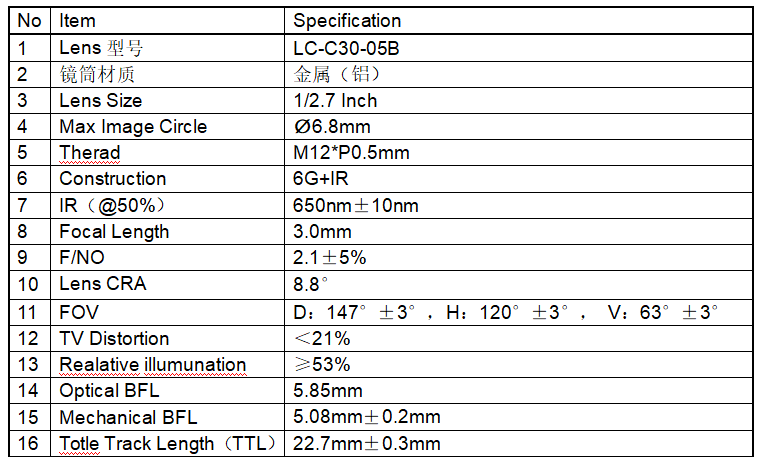 No Item Specification
1 Lens 型号 LC-C30-05B
2 镜筒材质 金属（铝）
3 Lens Size 1/2.7 Inch
4 Max Image Circle Ø6.8mm
5 Therad M12*P0.5mm
6 Construction 6G+IR
7 IR（@50%） 650nm±10nm
8 Focal Length 3.0mm
9 F/NO 2.1±5%
10 Lens CRA 8.8°
11 FOV D：147° ±3° ，H：120° ±3° ， V：63° ±3°
12 TV Distortion ＜21%
13 Realative illumunation ≥53%
14 Optical BFL 5.85mm
15 Mechanical BFL 5.08mm±0.2mm
16 Totle Track Length（TTL） 22.7mm±0.3mm